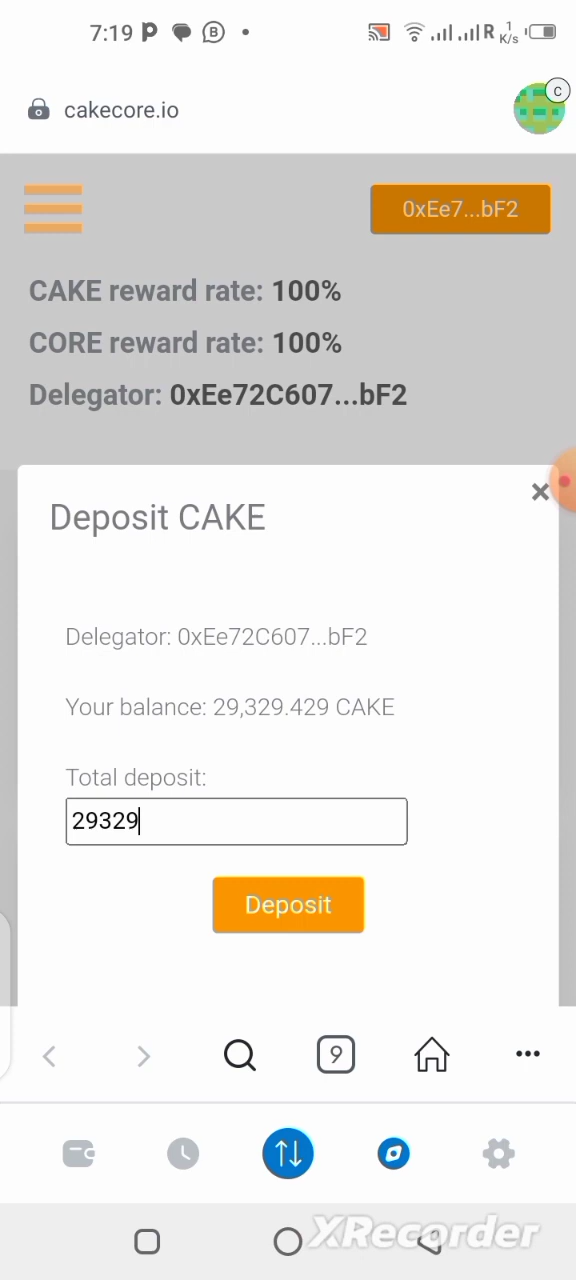 7:19
B
R
1
K/s
cakecore.io
C
0xEe7...bF2
CAKE reward rate: 100%
CORE reward rate: 100%
Delegator: 0xEe72C607...bF2
×
Deposit CAKE
Delegator: 0xEe72C607...bF2
Your balance: 29,329.429 CAKE
Total deposit:
29329
Deposit
9
XRecorder